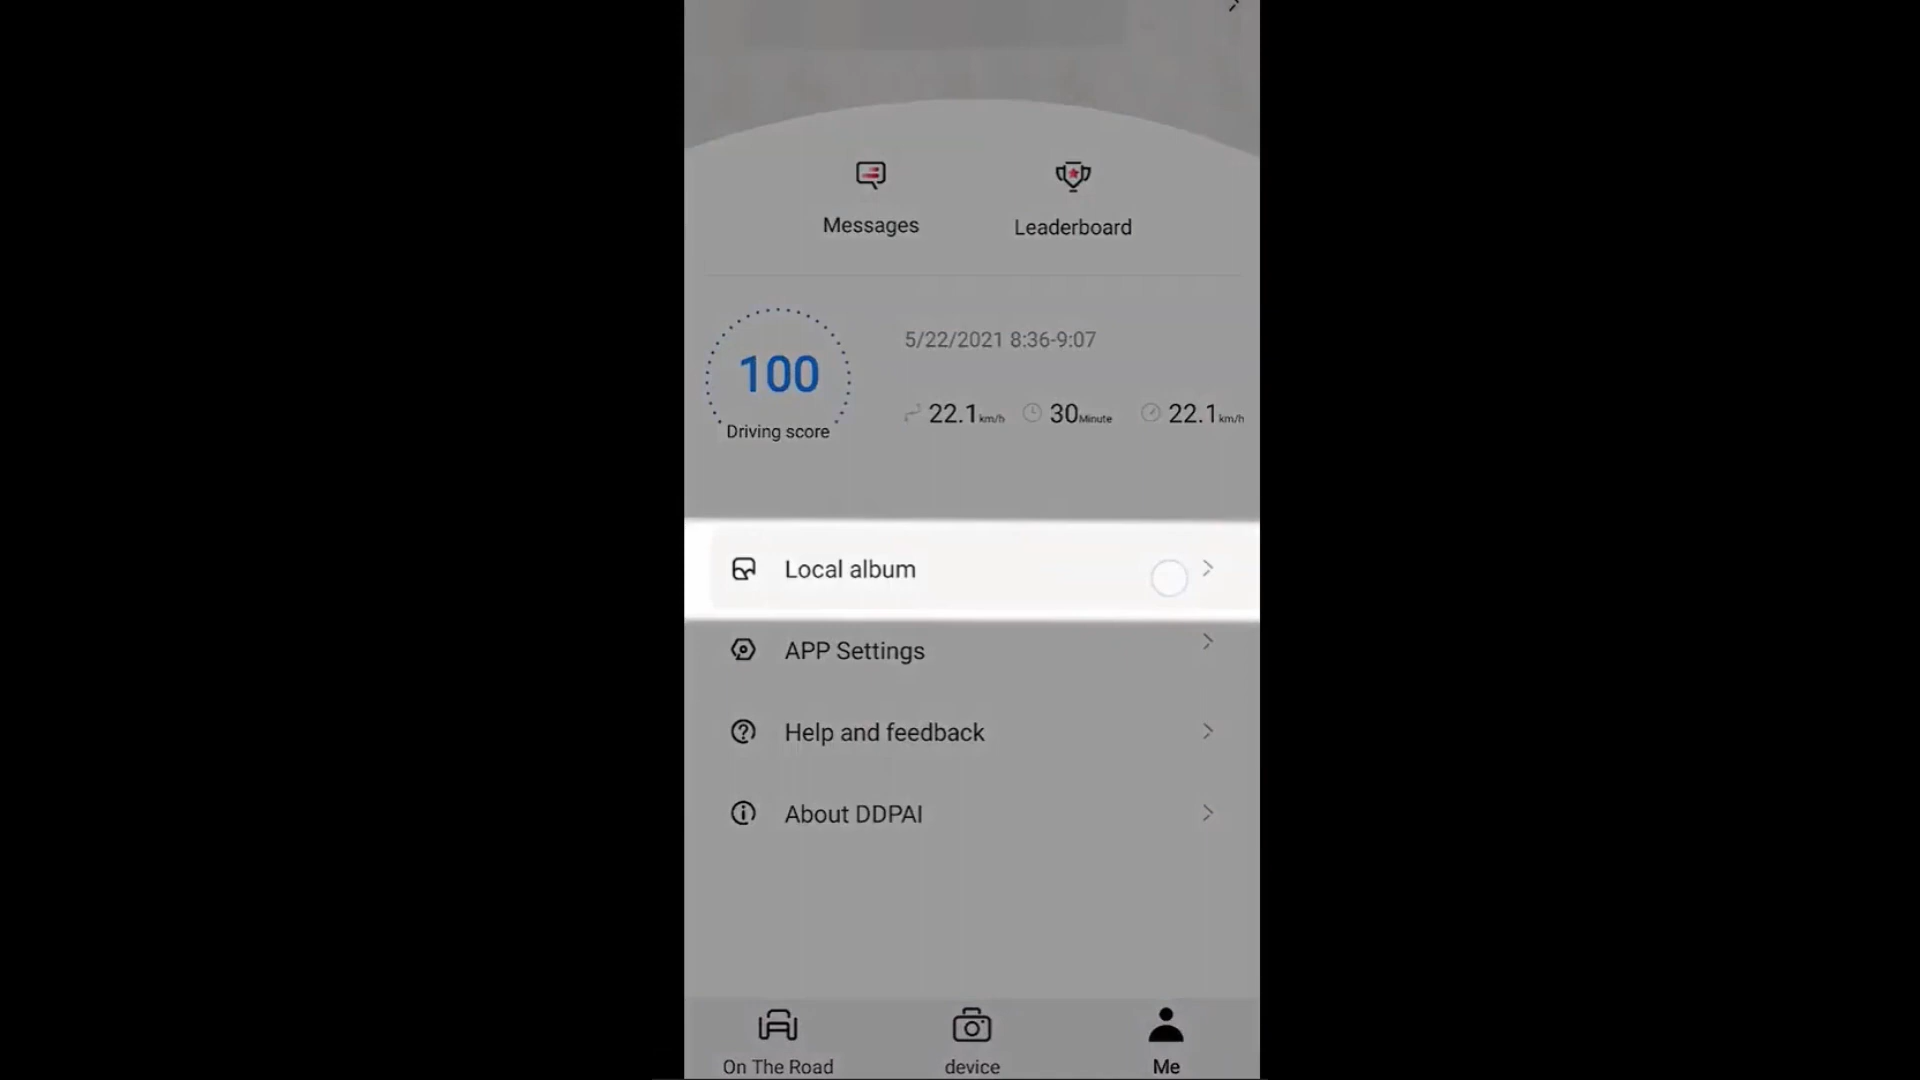 Messages
Leaderboard
100
Driving score
5/22/2021 8:36-9:07
22.1km/h 30Minute 22.1km/h
Local album
APP Settings
Help and feedback
About DDPAI
On The Road
device
Me